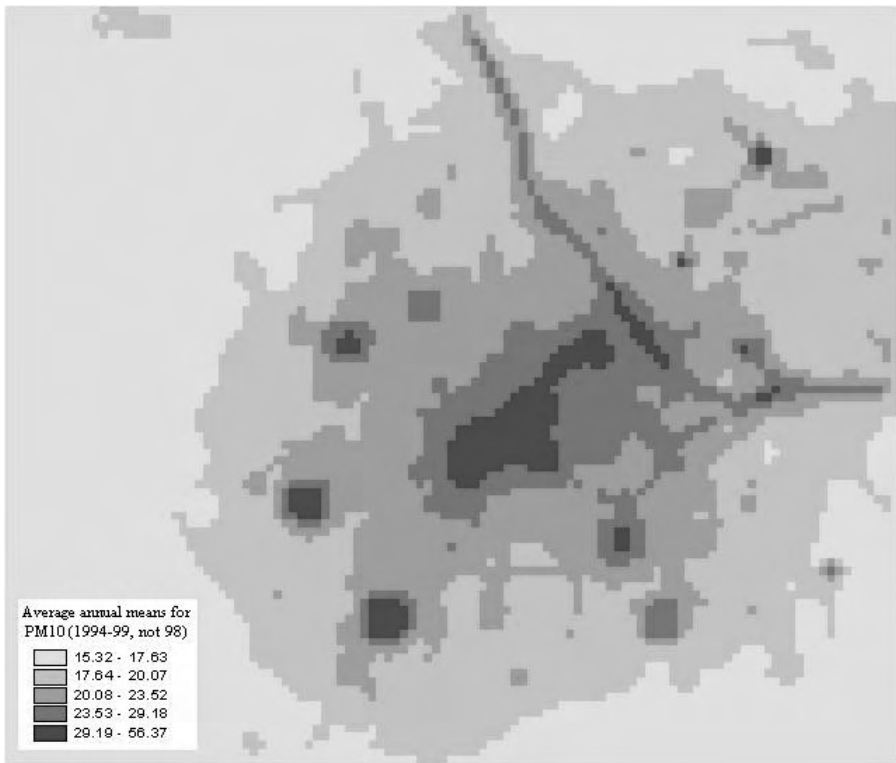 Average annual means for
PM10 (1994-99, not 98)
15.32 - 17.63
17.64 - 20.07
20.08 - 23.52
23.53 - 29.18
29.19 - 56.37